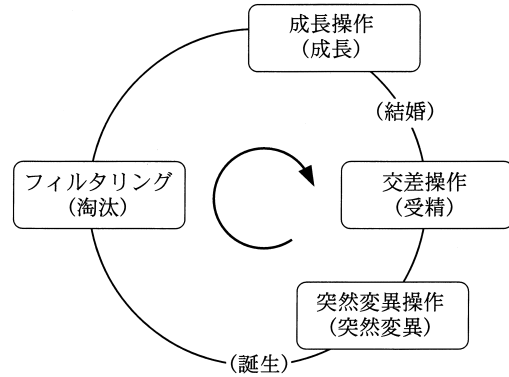 成長操作
(成長)
(結婚)
交差操作
(受精)
突然変異操作
(突然変異)
(誕生)
フィルタリング
(淘汰)